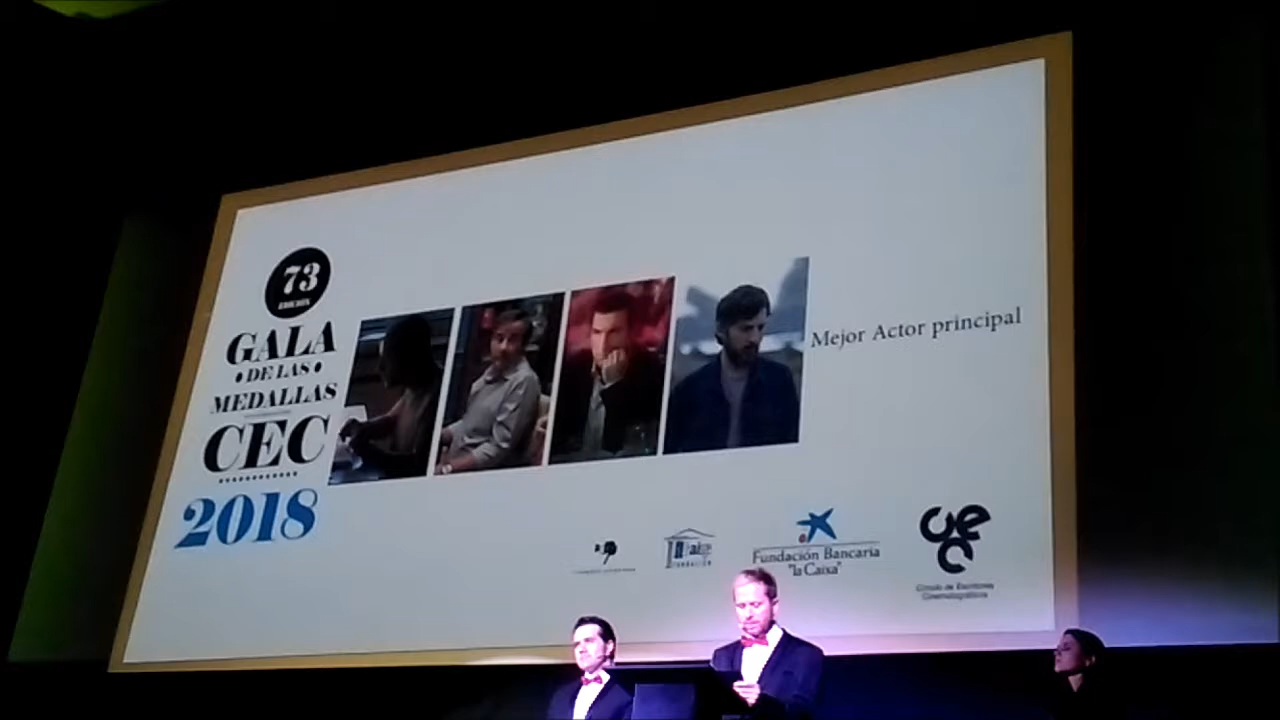 73
EDICIÓN
GALA
DE LAS
MEDALLAS
CEC
2018
Mejor Actor principal
FUNDACIÓN
Fundación Bancaria
"la Caixa"
cec
Círculo de Escritores
Cinematográficos